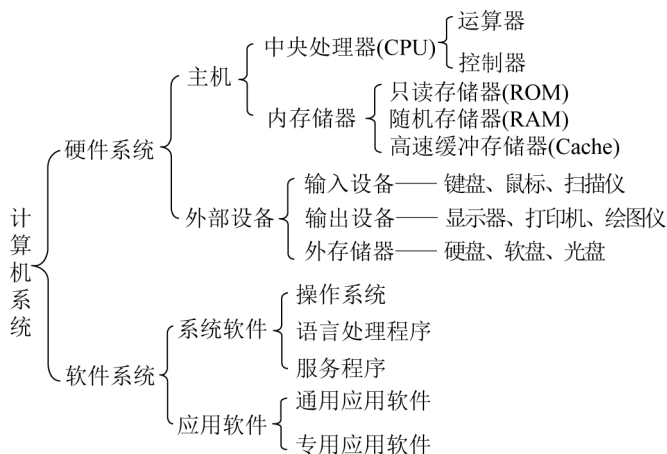 计算机系统
硬件系统
主机
中央处理器(CPU)
运算器
控制器
内存储器
只读存储器(ROM)
随机存储器(RAM)
高速缓冲存储器(Cache)
外部设备
输入设备—— 键盘、鼠标、扫描仪
输出设备—— 显示器、打印机、绘图仪
外存储器—— 硬盘、软盘、光盘
软件系统
系统软件
操作系统
语言处理程序
服务程序
应用软件
通用应用软件
专用应用软件